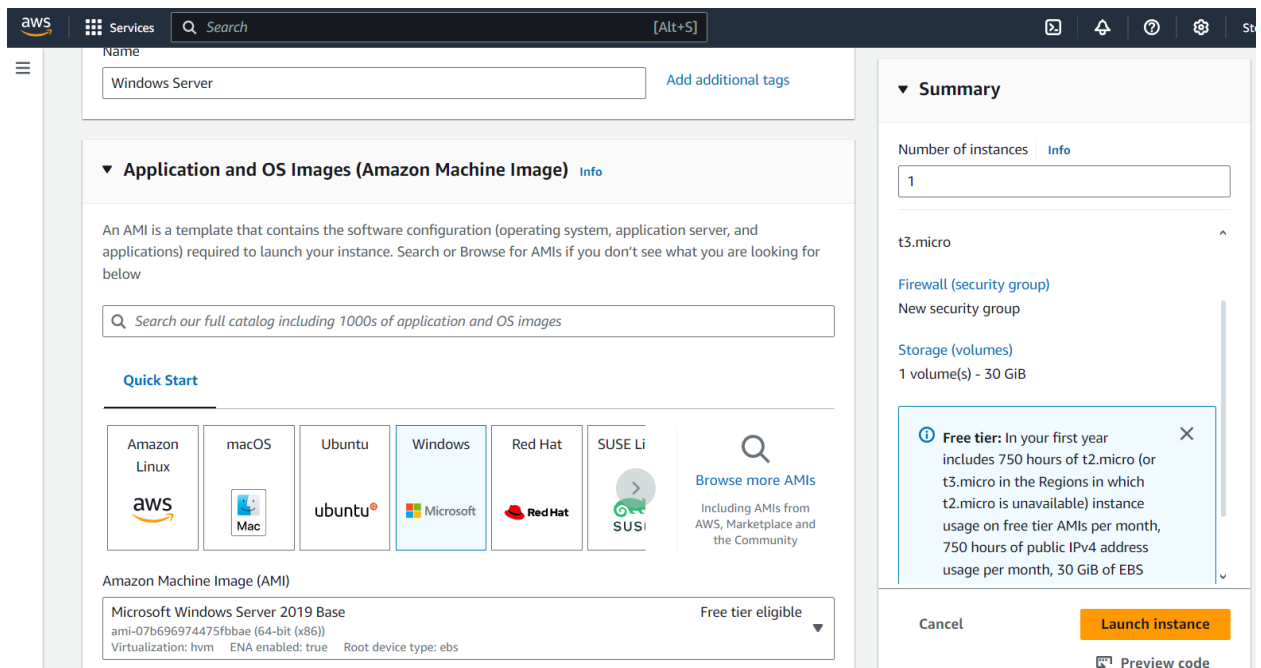 aws
Services
Search
[Alt+S]
Name
Windows Server
Add additional tags
Application and OS Images (Amazon Machine Image) Info
An AMI is a template that contains the software configuration (operating system, application server, and
applications) required to launch your instance. Search or Browse for AMIs if you don't see what you are looking for
below
Search our full catalog including 1000s of application and OS images
Quick Start
Amazon
Linux
aws
macOS
Mac
Ubuntu
ubuntu
Windows
Microsoft
Red Hat
Red Hat
SUSE Li
SUS
Browse more AMIs
Including AMIs from
AWS, Marketplace and
the Community
Amazon Machine Image (AMI)
Microsoft Windows Server 2019 Base
Free tier eligible
ami-07b696974475fbbae (64-bit (x86))
Virtualization: hvm ENA enabled: true Root device type: ebs
Summary
Number of instances Info
1
t3.micro
Firewall (security group)
New security group
Storage (volumes)
1 volume(s) - 30 GiB
Free tier: In your first year
includes 750 hours of t2.micro (or
t3.micro in the Regions in which
t2.micro is unavailable) instance
usage on free tier AMIs per month,
750 hours of public IPv4 address
usage per month, 30 GiB of EBS
Cancel
Launch instance
Preview code